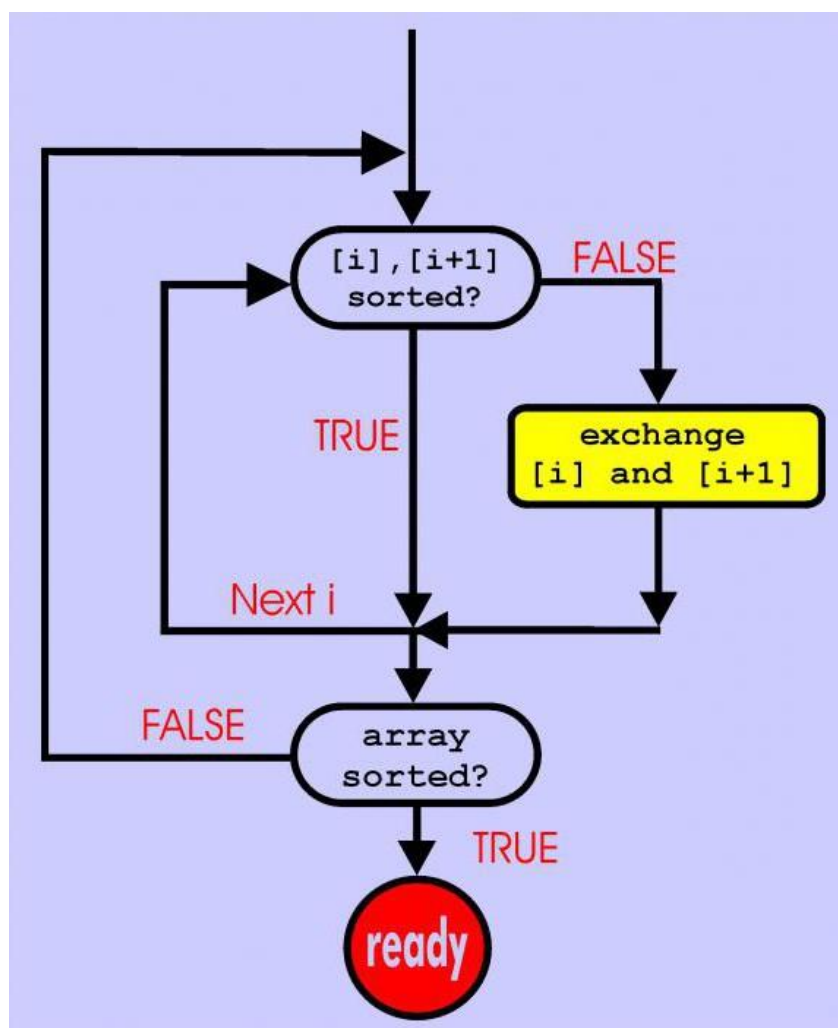 [i],[i+1]
sorted?
FALSE
TRUE
exchange
[i] and [i+1]
Next i
FALSE
array
sorted?
TRUE
ready